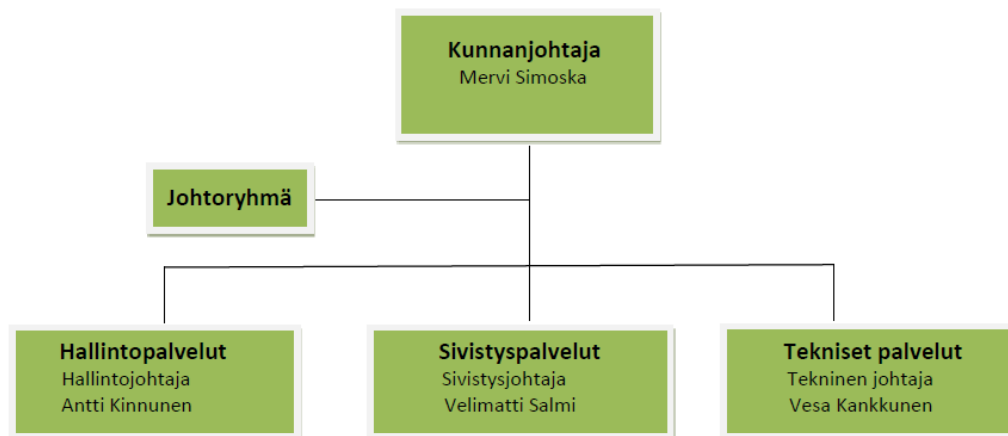 Kunnanjohtaja
Mervi Simoska
Johtoryhmä
Hallintopalvelut
Hallintojohtaja
Antti Kinnunen
Sivistyspalvelut
Sivistysjohtaja
Velimatti Salmi
Tekniset palvelut
Tekninen johtaja
Vesa Kankkunen